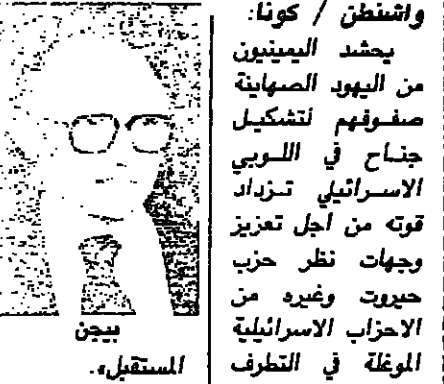 واشنطن / كونا:
يحشد اليمينيون
من اليهود الصهاينة
صفوفهم لتشكيل
جناح في اللوبي
الاسرائيلي تزداد
قوته من اجل تعزيز
وجهات نظر حزب
حيروت وغيره من
الاحزاب الاسرائيلية
الموغلة في التطرف
بيجن
المستقبل».